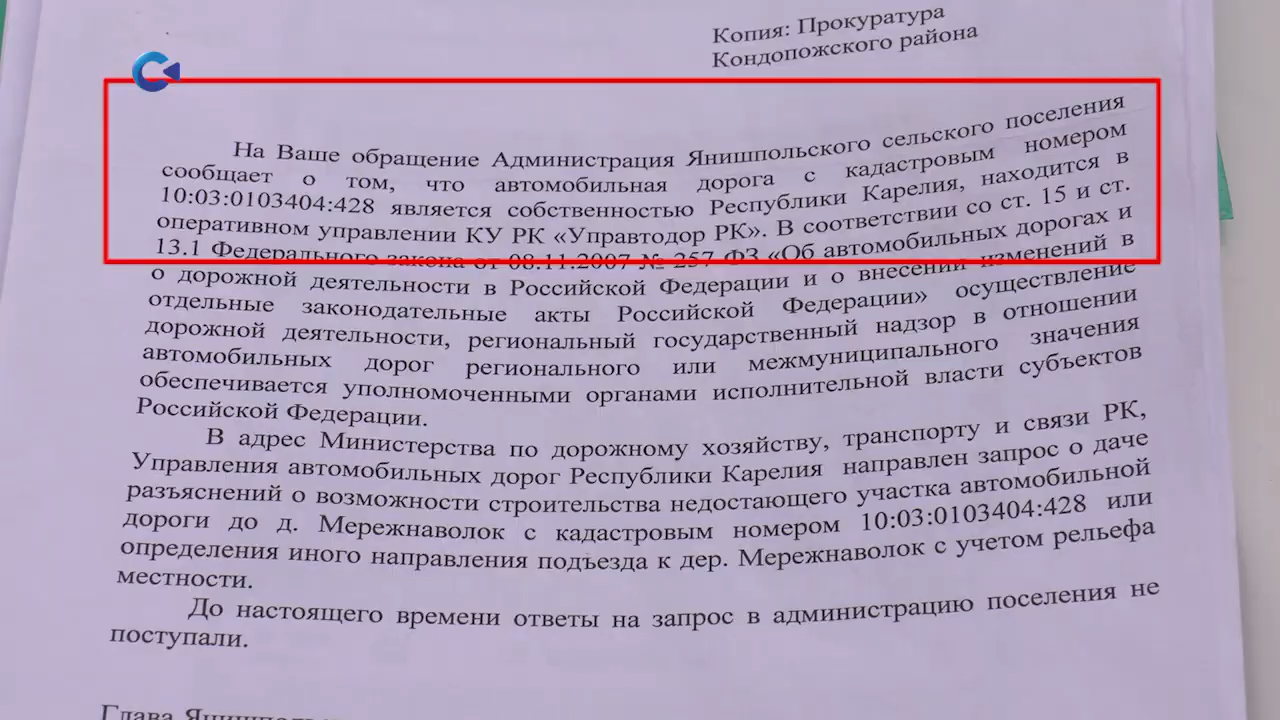 Копия: Прокуратура
Кондопожского района
На Ваше обращение Администрация Янишпольского сельского поселения
сообщает о том, что автомобильная дорога с кадастровым номером
10:03:0103404:428 является собственностью Республики Карелия, находится в
оперативном управлении КУ РК «Управтодор РК». В соответствии со ст. 15 и ст.
13.1 Федерального закона от 08.11.2007 № 257 ФЗ «Об автомобильных дорогах и
о дорожной деятельности в Российской Федерации и о внесении изменений в
отдельные законодательные акты Российской Федерации» осуществление
дорожной деятельности, региональный государственный надзор в отношении
автомобильных дорог регионального или межмуниципального значения
обеспечивается уполномоченными органами исполнительной власти субъектов
Российской Федерации.
В адрес Министерства по дорожному хозяйству, транспорту и связи РК,
Управления автомобильных дорог Республики Карелия направлен запрос о даче
разъяснений о возможности строительства недостающего участка автомобильной
дороги до д. Мережнаволок с кадастровым номером 10:03:0103404:428 или
определения иного направления подъезда к дер. Мережнаволок с учетом рельефа
местности.
До настоящего времени ответы на запрос в администрацию поселения не
поступали.
Глава